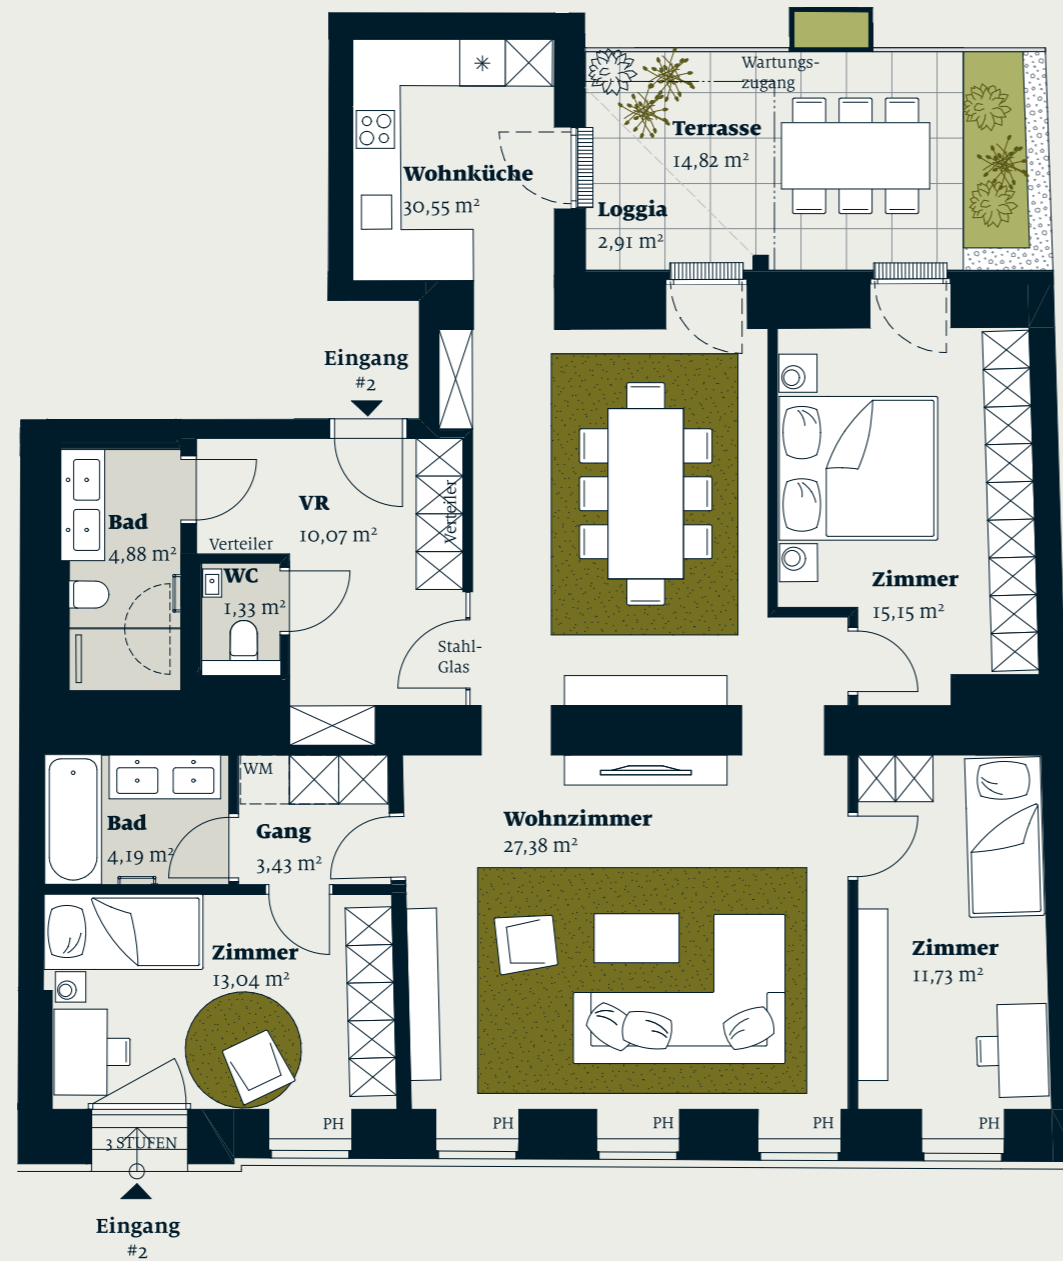 Wartungs-
zugang
Terrasse
14,82 m²
Wohnküche
30,55 m²
Loggia
2,91 m²
Eingang
#2
VR
10,07 m²
Verteiler
Bad
4,88 m²
Verteiler
WC
1,33 m²
Zimmer
15,15 m²
Stahl-
Glas
WM
Bad
4,19 m²
Gang
3,43 m²
Wohnzimmer
27,38 m²
Zimmer
13,04 m²
Zimmer
11,73 m²
PH
PH
PH
PH
PH
3 STUFEN
Eingang
#2